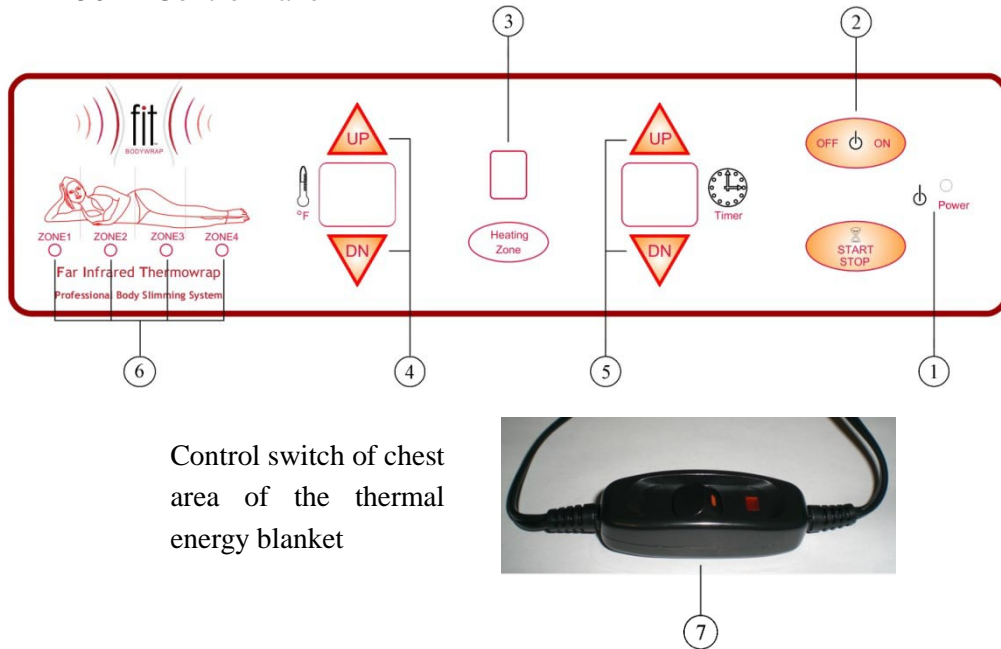 3
2
fit
BODYWRAP
ZONE1 ZONE2 ZONE3 ZONE4
Far Infrared Thermowrap
Professional Body Slimming System
UP
°F
DN
Heating
Zone
UP
Timer
DN
OFF ON
Power
START
STOP
6
4
5
1
Control switch of chest
area of the thermal
energy blanket
7